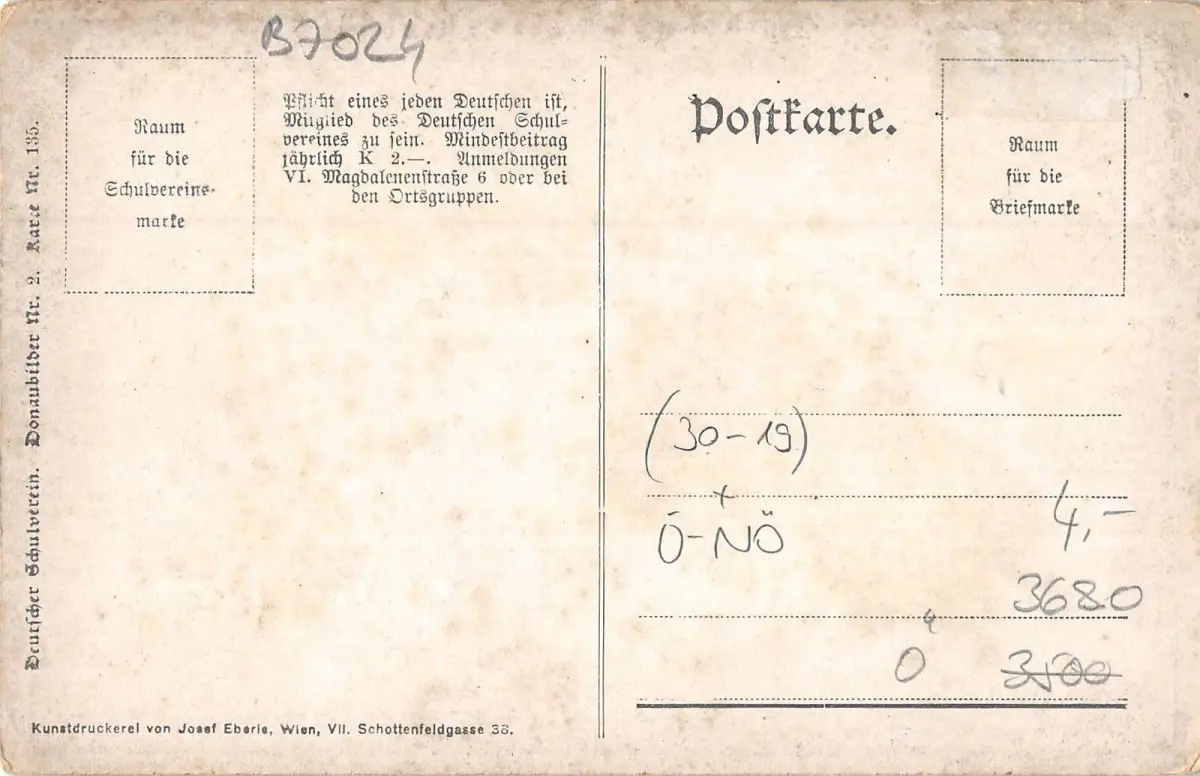 B7024
Raum
für die
Schulvereins-
marke
Pflicht eines jeden Deutschen ist,
Mitglied des Deutschen Schul-
vereines zu sein. Mindestbeitrag
jährlich K 2.—. Anmeldungen
VI. Magdalenenstraße 6 oder bei
den Ortsgruppen.
Postkarte.
Raum
für die
Briefmarke
Deutscher Schulverein. Donaubilder Nr. 2. Karte Nr. 135.
(30-19)
+
Ö-NÖ
4,-
3680
0
3500
Kunstdruckerei von Josef Eberle, Wien, VII. Schottenfeldgasse 38.